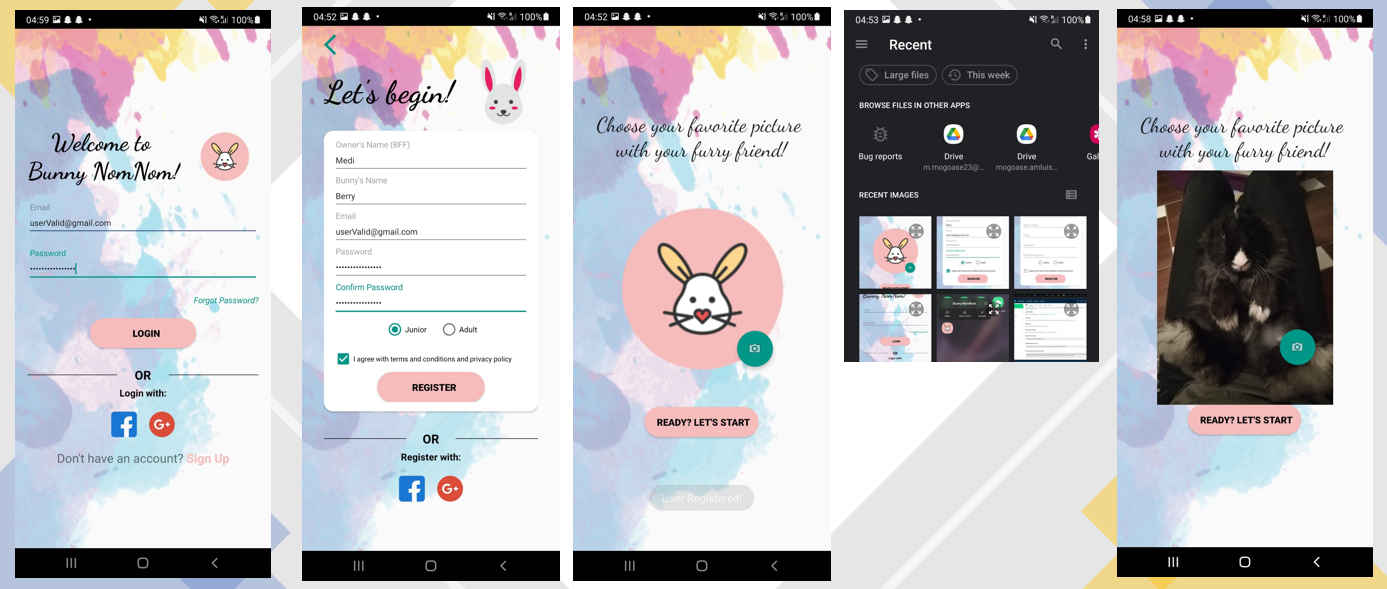 04:59
100%
Welcome to
Bunny NomNom!
Email
userValid@gmail.com
Password
Forgot Password?
LOGIN
OR
Login with:
G+
Don't have an account? Sign Up
04:52
100%
Let's begin!
Owner's Name (BFF)
Medi
Bunny's Name
Berry
Email
userValid@gmail.com
Password
Confirm Password
Junior
Adult
I agree with terms and conditions and privacy policy
REGISTER
OR
Register with:
G+
04:52
100%
Choose your favorite picture
with your furry friend!
READY? LET'S START
User Registered!
04:53
100%
Recent
Large files
This week
BROWSE FILES IN OTHER APPS
Bug reports
Drive
Drive
Gal
m.mogoase23@...
mogoase.amluis...
RECENT IMAGES
REGISTER
REGISTER
04:58
100%
Choose your favorite picture
with your furry friend!
READY? LET'S START